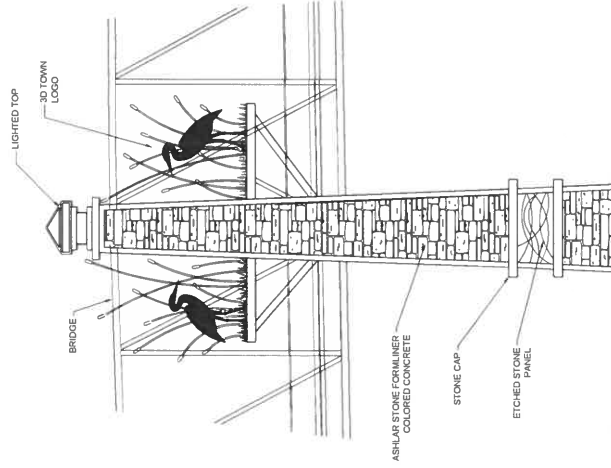 LIGHTED TOP
3D TOWN
LOGO
BRIDGE
ASHLAR STONE FORMLINER
COLORED CONCRETE
STONE CAP
ETCHED STONE
PANEL